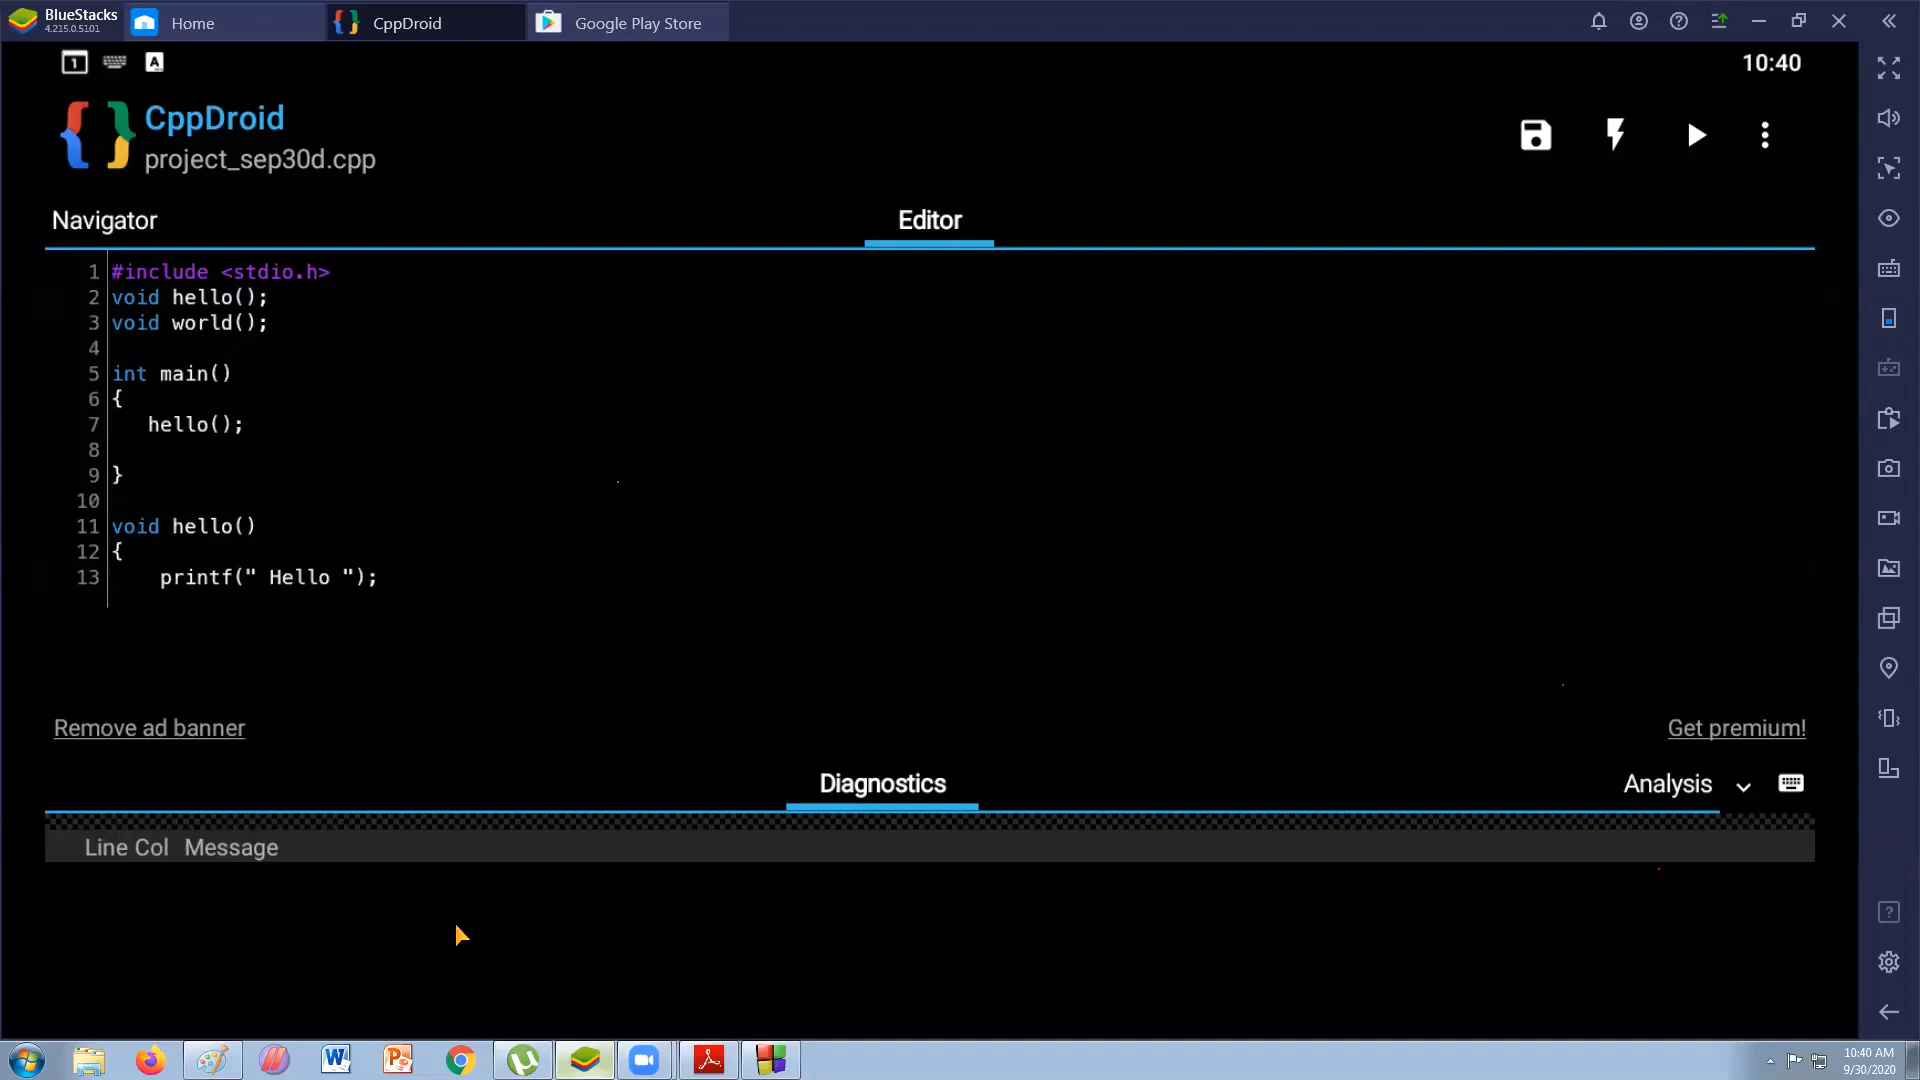 BlueStacks
4.215.0.5101
Home
CppDroid
Google Play Store
1
A
10:40
CppDroid
project_sep30d.cpp
Navigator
Editor
1 #include <stdio.h>
2 void hello();
3 void world();
4
5 int main()
6 {
7 hello();
8
9 }
10
11 void hello()
12 {
13 printf(" Hello ");
Remove ad banner
Get premium!
Diagnostics
Analysis
Line Col Message
10:40 AM
9/30/2020